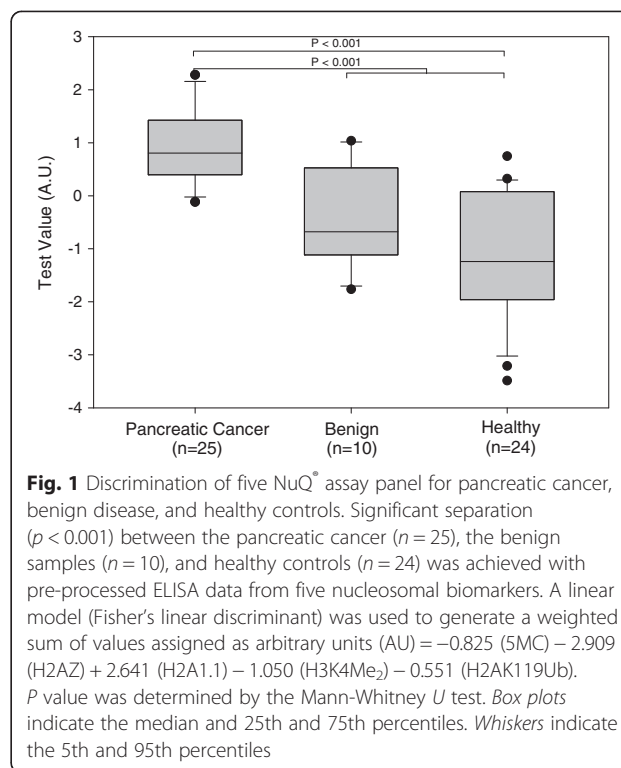 P < 0.001
P < 0.001
3
2
1
0
-1
-2
-3
-4
Test Value (A.U.)
Pancreatic Cancer Benign Healthy
(n=25) (n=10) (n=24)
Fig. 1 Discrimination of five NuQ® assay panel for pancreatic cancer,
benign disease, and healthy controls. Significant separation
(p < 0.001) between the pancreatic cancer (n = 25), the benign
samples (n = 10), and healthy controls (n = 24) was achieved with
pre-processed ELISA data from five nucleosomal biomarkers. A linear
model (Fisher's linear discriminant) was used to generate a weighted
sum of values assigned as arbitrary units (AU) = −0.825 (5MC) − 2.909
(H2AZ) + 2.641 (H2A1.1) − 1.050 (H3K4Me₂) − 0.551 (H2AK119Ub).
P value was determined by the Mann-Whitney U test. Box plots
indicate the median and 25th and 75th percentiles. Whiskers indicate
the 5th and 95th percentiles